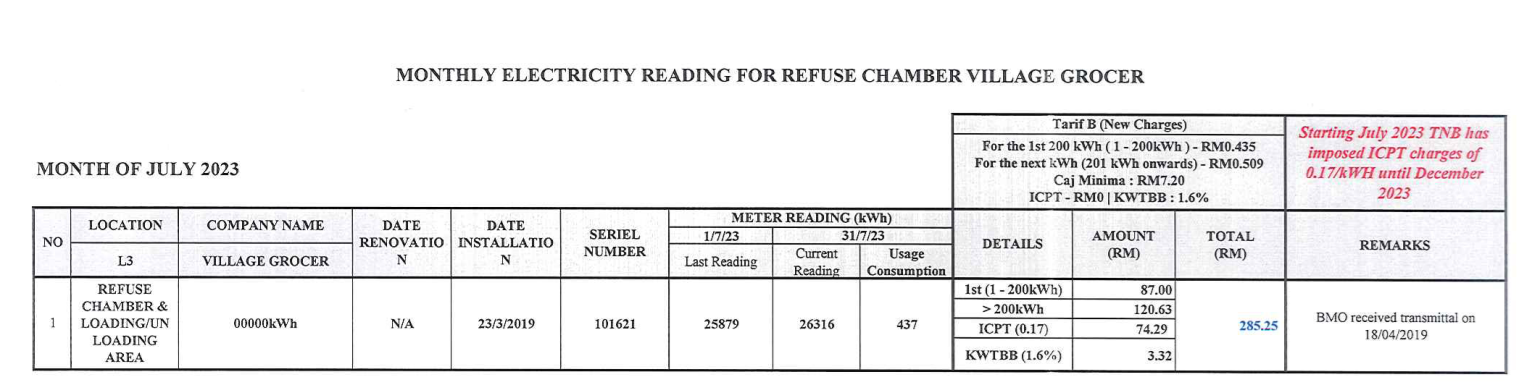 MONTHLY ELECTRICITY READING FOR REFUSE CHAMBER VILLAGE GROCER
MONTH OF JULY 2023
Tarif B (New Charges)
For the 1st 200 kWh ( 1 - 200kWh ) - RM0.435
For the next kWh (201 kWh onwards) - RM0.509
Caj Minima : RM7.20
ICPT - RM0 | KWTBB : 1.6%
Starting July 2023 TNB has
imposed ICPT charges of
0.17/kWH until December
2023
NO
LOCATION
L3
COMPANY NAME
VILLAGE GROCER
DATE
RENOVATIO
N
DATE
INSTALLATIO
N
SERIEL
NUMBER
METER READING (kWh)
1/7/23
31/7/23
Last Reading
Current
Reading
Usage
Consumption
DETAILS
AMOUNT
(RM)
TOTAL
(RM)
REMARKS
1
REFUSE
CHAMBER &
LOADING/UN
LOADING
AREA
00000kWh
N/A
23/3/2019
101621
25879
26316
437
1st (1 - 200kWh)
87.00
> 200kWh
120.63
ICPT (0.17)
74.29
KWTBB (1.6%)
3.32
285.25
BMO received transmittal on
18/04/2019